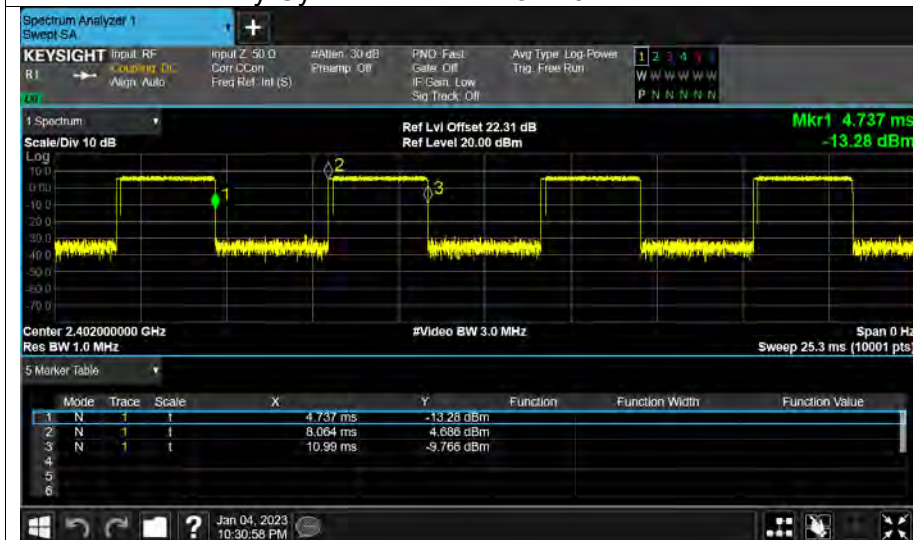 Spectrum Analyzer 1
Swept SA
+
KEYSIGHT Input: RF Input Z: 50 Ω #Atten: 30 dB PNO: Fast Avg Type: Log-Power 1 2 3 4 5 6
R L Coupling: DC Corr CCorr Preamp: Off Gate: Off Trig: Free Run W W W W W W
Align: Auto Freq Ref: Int (S) IF Gain: Low P N N N N N
Sig Track: Off
1 Spectrum Ref Lvl Offset 22.31 dB Mkr1 4.737 ms
Scale/Div 10 dB Ref Level 20.00 dBm -13.28 dBm
Log
10.0
0.00
-10.0
-20.0
-30.0
-40.0
-50.0
-60.0
-70.0
1
2
3
Center 2.402000000 GHz #Video BW 3.0 MHz Span 0 Hz
Res BW 1.0 MHz Sweep 25.3 ms (10001 pts)
5 Marker Table
Mode Trace Scale X Y Function Function Width Function Value
1 N 1 t 4.737 ms -13.28 dBm
2 N 1 t 8.064 ms 4.686 dBm
3 N 1 t 10.99 ms -9.766 dBm
4
5
6
? Jan 04, 2023
10:30:58 PM